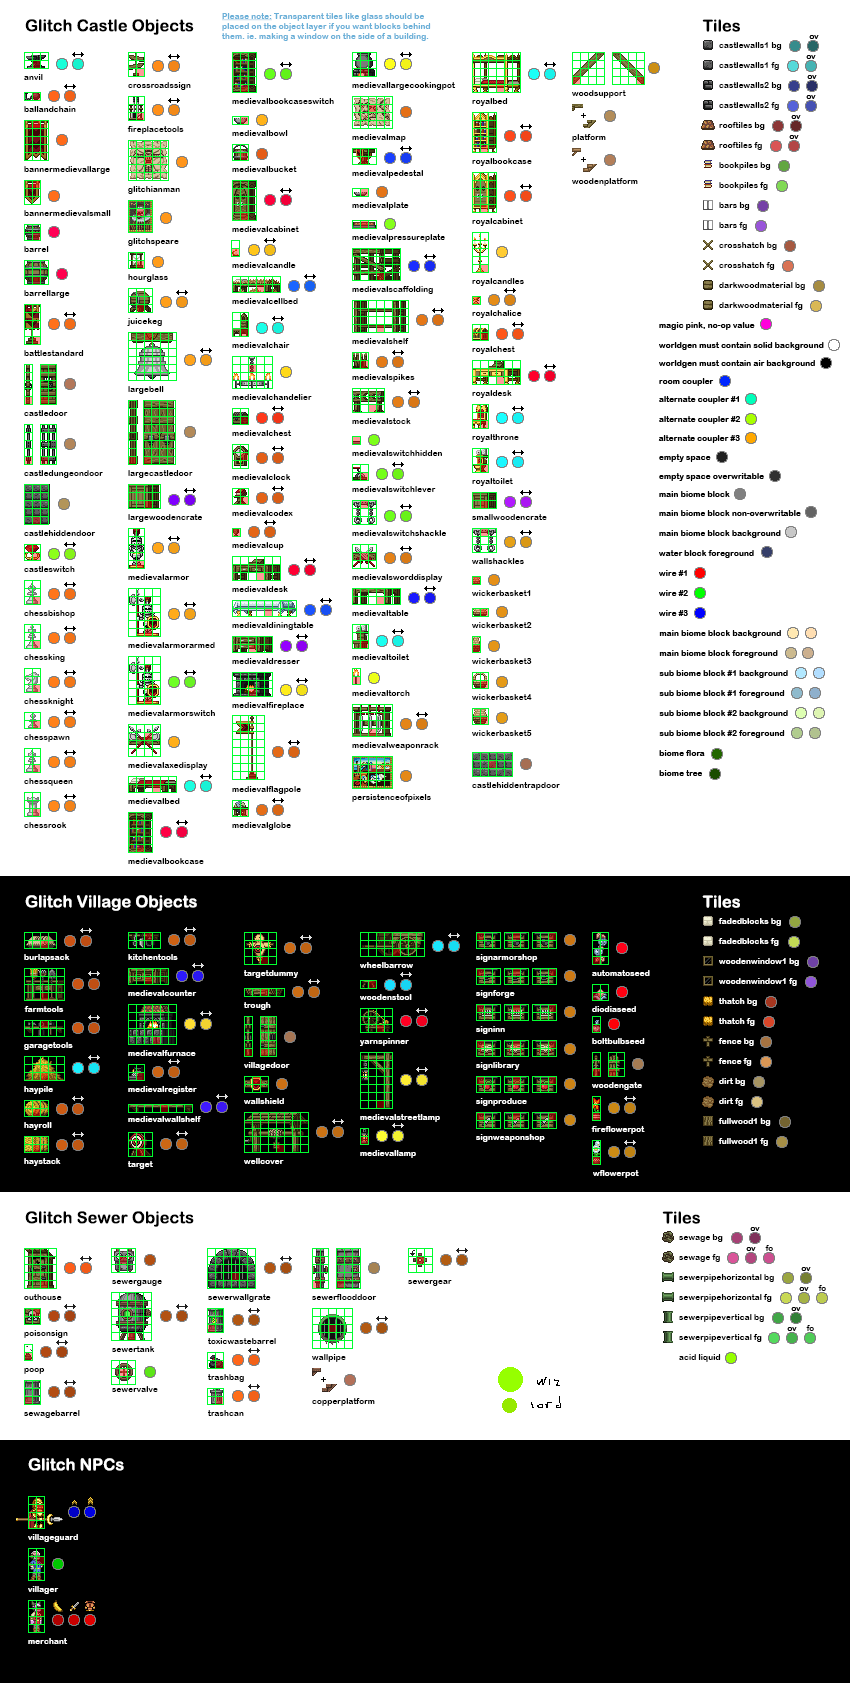 Glitch Castle Objects
Please note: Transparent tiles like glass should be
placed on the object layer if you want blocks behind
them. ie. making a window on the side of a building.
anvil
ballandchain
bannermedievallarge
bannermedievalsmall
barrel
barrellarge
battlestandard
castledoor
castledungeondoor
castlehiddendoor
castleswitch
chessbishop
chessking
chessknight
chesspawn
chessqueen
chessrook
crossroadssign
fireplacetools
glitchianman
glitchspeare
hourglass
juicekeg
largebell
largecastledoor
largewoodencrate
medievalarmor
medievalarmorarmed
medievalarmorswitch
medievalaxedisplay
medievalbed
medievalbookcase
medievalbookcaseswitch
medievalbowl
medievalbucket
medievalcabinet
medievalcandle
medievalcellbed
medievalchair
medievalchandelier
medievalchest
medievalclock
medievalcodex
medievalcup
medievaldesk
medievaldiningtable
medievaldresser
medievalfireplace
medievalflagpole
medievalglobe
medievallargecookingpot
medievalmap
medievalpedestal
medievalplate
medievalpressureplate
medievalscaffolding
medievalshelf
medievalspikes
medievalstock
medievalswitchhidden
medievalswitchlever
medievalswitchshackle
medievalsworddisplay
medievaltable
medievaltoilet
medievaltorch
medievalweaponrack
persistenceofpixels
royalbed
royalbookcase
royalcabinet
royalcandles
royalchalice
royalchest
royaldesk
royalthrone
royaltoilet
smallwoodencrate
wallshackles
wickerbasket1
wickerbasket2
wickerbasket3
wickerbasket4
wickerbasket5
castlehiddentrapdoor
woodsupport
+
platform
+
woodenplatform
Tiles
ov
castlewalls1 bg
ov
castlewalls1 fg
ov
castlewalls2 bg
ov
castlewalls2 fg
ov
rooftiles bg
ov
rooftiles fg
bookpiles bg
bookpiles fg
bars bg
bars fg
crosshatch bg
crosshatch fg
darkwoodmaterial bg
darkwoodmaterial fg
magic pink, no-op value
worldgen must contain solid background
worldgen must contain air background
room coupler
alternate coupler #1
alternate coupler #2
alternate coupler #3
empty space
empty space overwritable
main biome block
main biome block non-overwritable
main biome block background
water block foreground
wire #1
wire #2
wire #3
main biome block background
main biome block foreground
sub biome block #1 background
sub biome block #1 foreground
sub biome block #2 background
sub biome block #2 foreground
biome flora
biome tree
Glitch Village Objects
burlapsack
farmtools
garagetools
haypile
hayroll
haystack
kitchentools
medievalcounter
medievalfurnace
medievalregister
medievalwallshelf
target
targetdummy
trough
villagedoor
wallshield
wellcover
wheelbarrow
woodenstool
yarnspinner
medievalstreetlamp
medievallamp
signarmorshop
signforge
signinn
signlibrary
signproduce
signweaponshop
automatoseed
diodiaseed
boltbulbseed
woodengate
fireflowerpot
wflowerpot
Tiles
fadedblocks bg
fadedblocks fg
woodenwindow1 bg
woodenwindow1 fg
thatch bg
thatch fg
fence bg
fence fg
dirt bg
dirt fg
fullwood1 bg
fullwood1 fg
Glitch Sewer Objects
outhouse
poisonsign
poop
sewagebarrel
sewergauge
sewertank
sewervalve
sewerwallgrate
toxicwastebarrel
trashbag
trashcan
sewerflooddoor
wallpipe
+
copperplatform
sewergear
wiz
lord
Tiles
ov
sewage bg
ov fo
sewage fg
ov
sewerpipehorizontal bg
ov fo
sewerpipehorizontal fg
ov
sewerpipevertical bg
ov fo
sewerpipevertical fg
acid liquid
Glitch NPCs
villageguard
villager
merchant